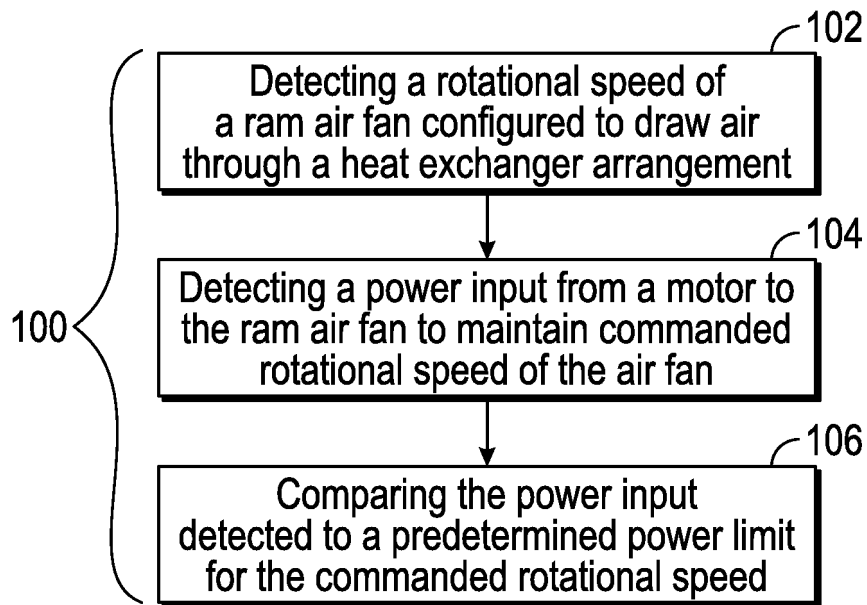 102
Detecting a rotational speed of
a ram air fan configured to draw air
through a heat exchanger arrangement
104
Detecting a power input from a motor to
the ram air fan to maintain commanded
rotational speed of the air fan
100
106
Comparing the power input
detected to a predetermined power limit
for the commanded rotational speed